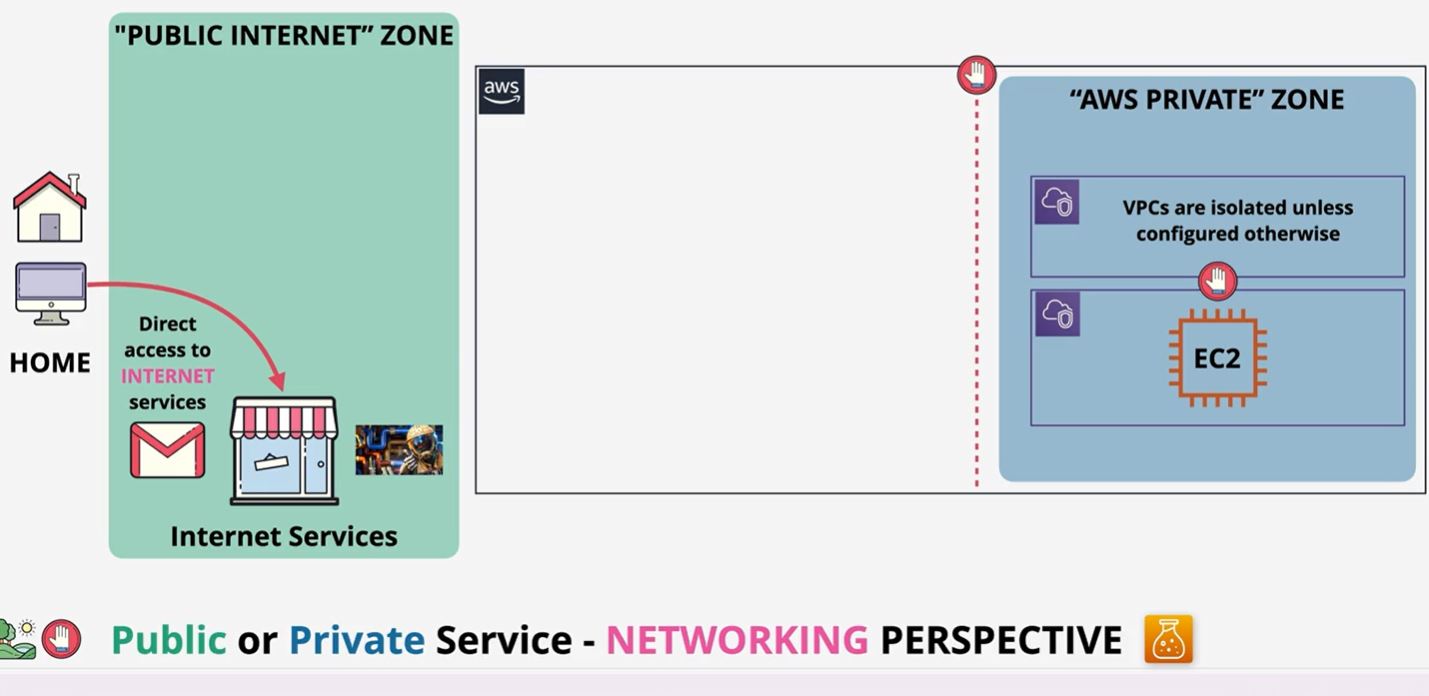 "PUBLIC INTERNET” ZONE
aws
“AWS PRIVATE” ZONE
VPCs are isolated unless
configured otherwise
EC2
HOME
Direct
access to
INTERNET
services
Internet Services
Public or Private Service - NETWORKING PERSPECTIVE